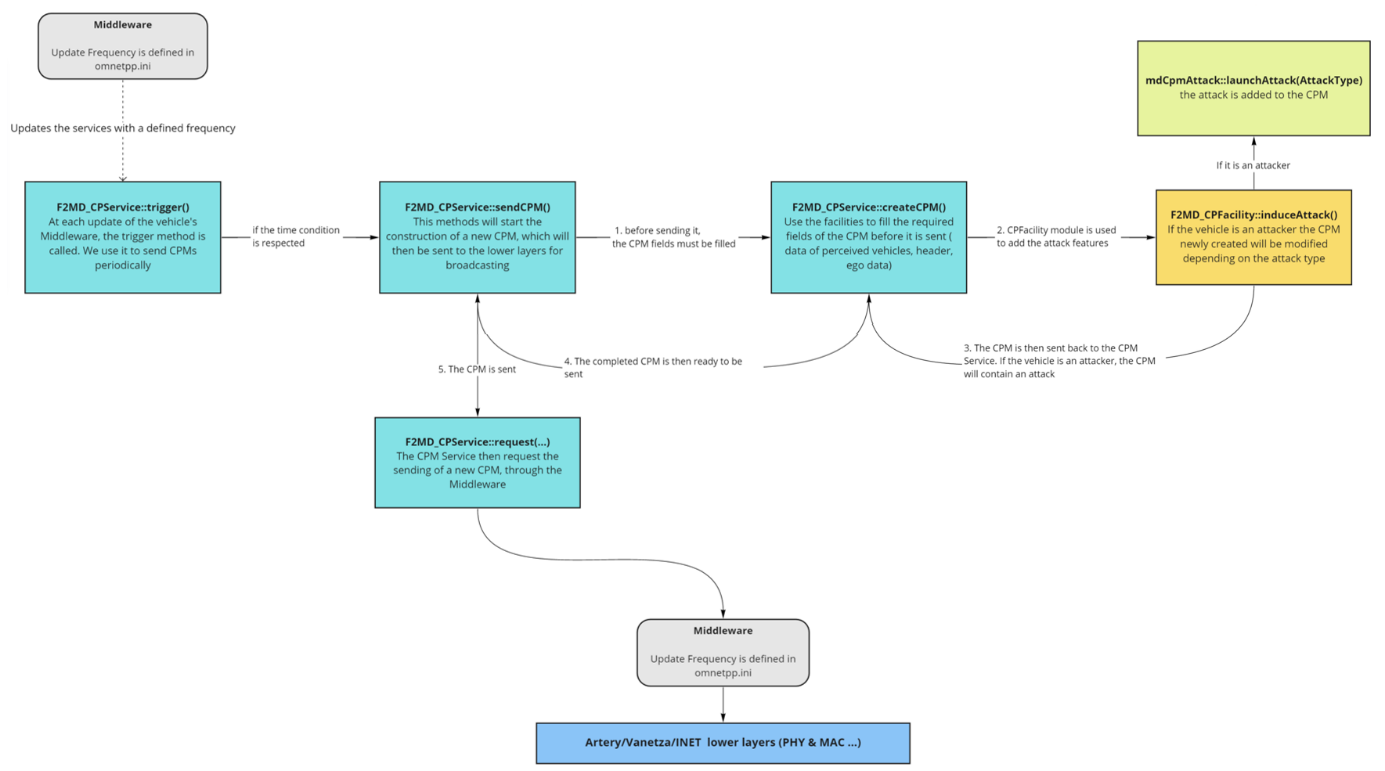 Middleware
Update Frequency is defined in
omnetpp.ini
Updates the services with a defined frequency
F2MD_CPService::trigger()
At each update of the vehicle's
Middleware, the trigger method is
called. We use it to send CPMs
periodically
if the time condition
is respected
F2MD_CPService::sendCPM()
This methods will start the
construction of a new CPM, which will
then be sent to the lower layers for
broadcasting
1. before sending it,
the CPM fields must be filled
F2MD_CPService::createCPM()
Use the facilities to fill the required
fields of the CPM before it is sent (
data of perceived vehicles, header,
ego data)
2. CPFacility module is used
to add the attack features
F2MD_CPFacility::induceAttack()
If the vehicle is an attacker the CPM
newly created will be modified
depending on the attack type
If it is an attacker
mdCpmAttack::launchAttack(AttackType)
the attack is added to the CPM
3. The CPM is then sent back to the CPM
Service. If the vehicle is an attacker, the CPM
will contain an attack
4. The completed CPM is then ready to be
sent
5. The CPM is sent
F2MD_CPService::request(...)
The CPM Service then request the
sending of a new CPM, through the
Middleware
Middleware
Update Frequency is defined in
omnetpp.ini
Artery/Vanetza/INET lower layers (PHY & MAC ...)